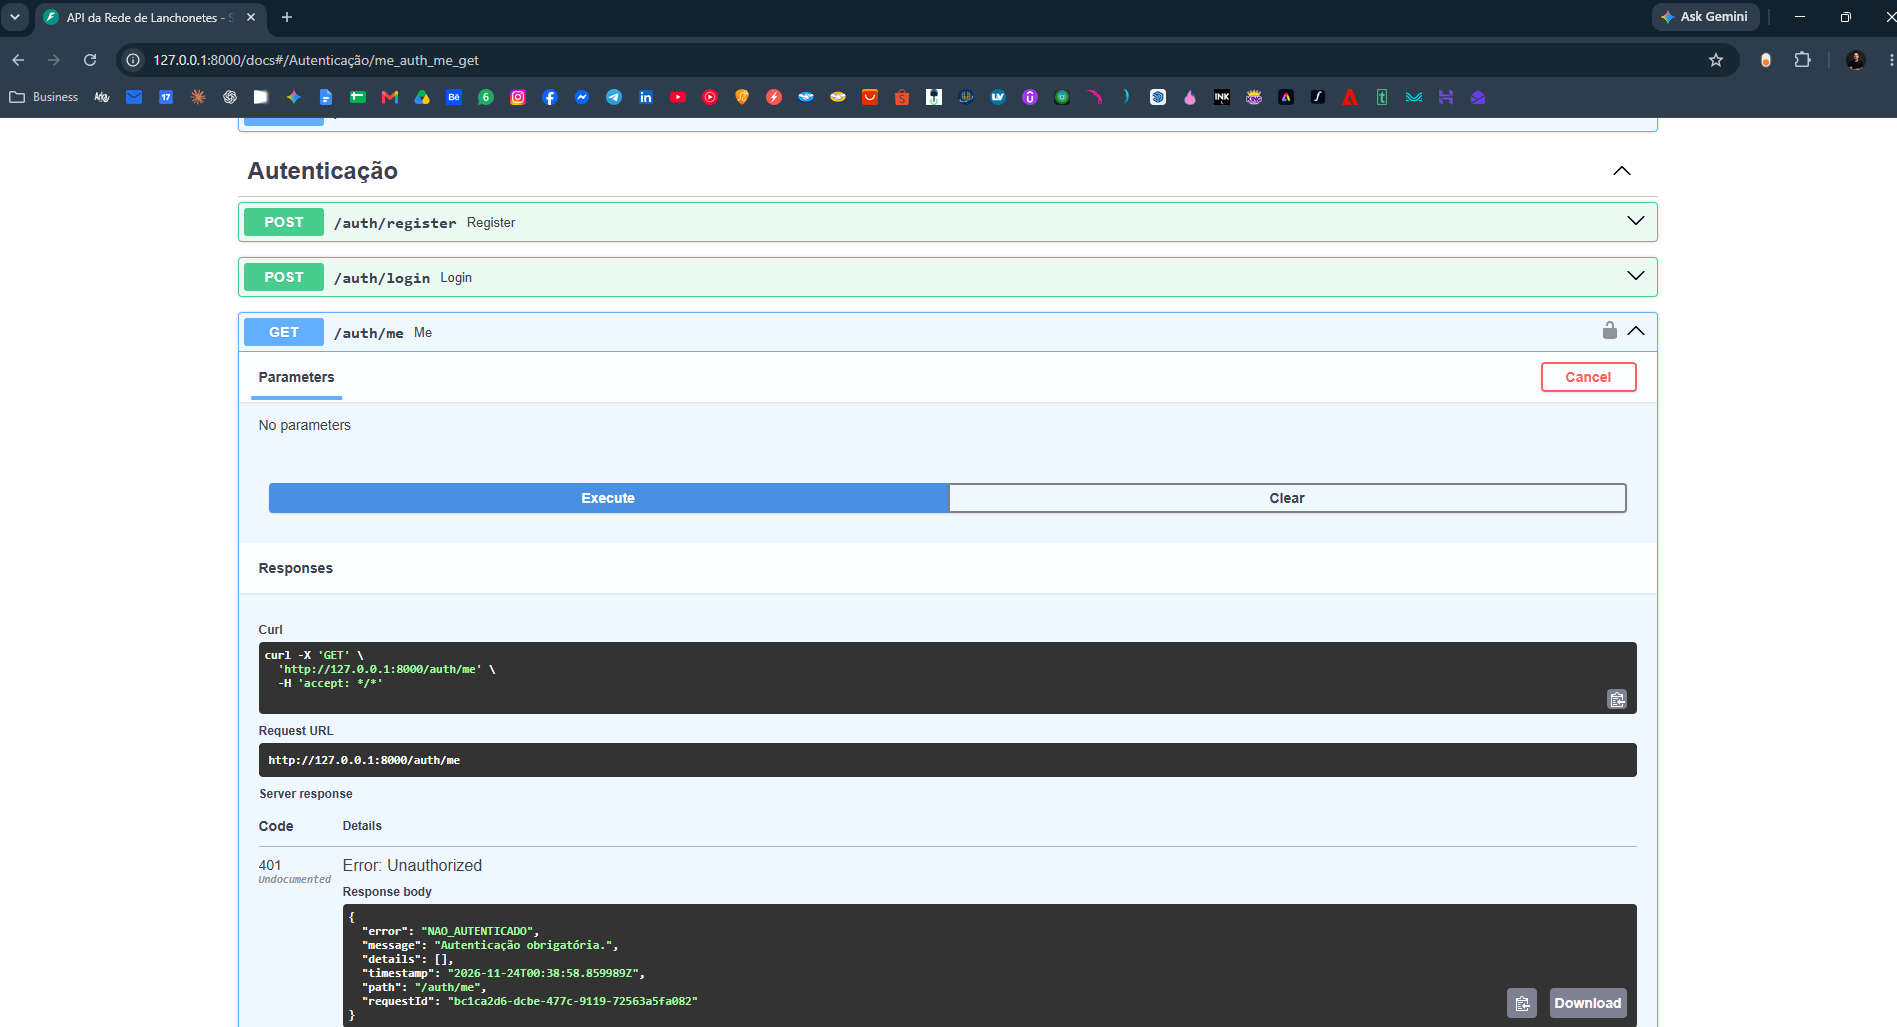 API da Rede de Lanchonetes - S
Ask Gemini
127.0.0.1:8000/docs#/Autenticação/me_auth_me_get
Business
Autenticação
POST /auth/register Register
POST /auth/login Login
GET /auth/me Me
Parameters
Cancel
No parameters
Execute
Clear
Responses
Curl
curl -X 'GET' \
'http://127.0.0.1:8000/auth/me' \
-H 'accept: */*'
Request URL
http://127.0.0.1:8000/auth/me
Server response
Code Details
401 Error: Unauthorized
Undocumented
Response body
{
"error": "NAO_AUTENTICADO",
"message": "Autenticação obrigatória.",
"details": [],
"timestamp": "2026-11-24T00:38:58.859989Z",
"path": "/auth/me",
"requestId": "bc1ca2d6-dcbe-477c-9119-72563a5fa082"
}
Download